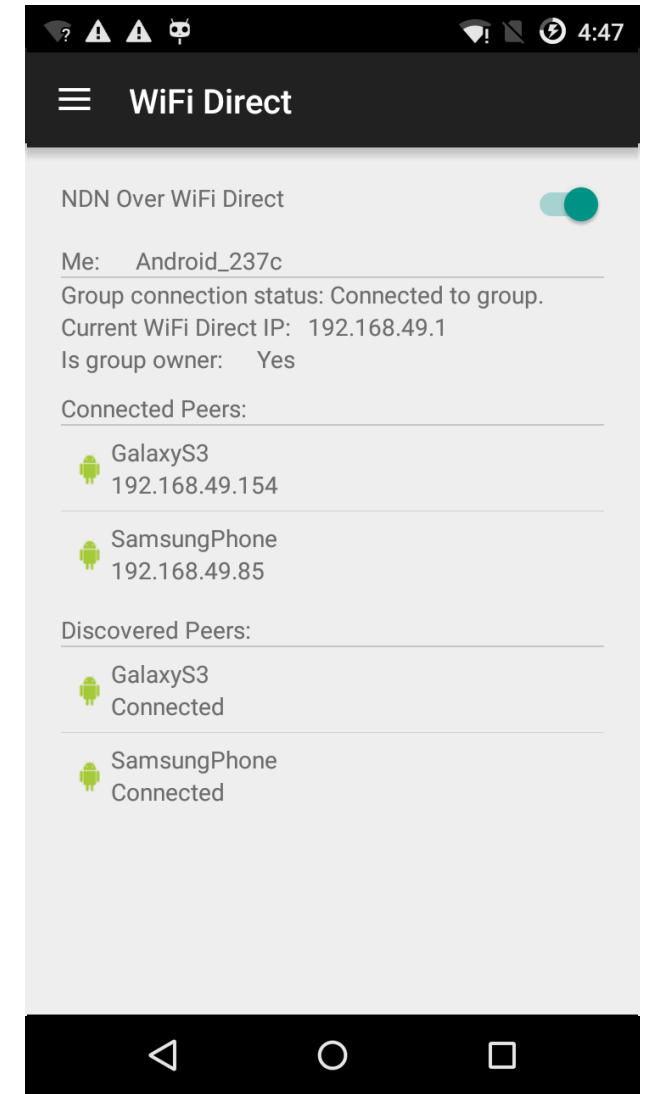 4:47
WiFi Direct
NDN Over WiFi Direct
Me: Android_237c
Group connection status: Connected to group.
Current WiFi Direct IP: 192.168.49.1
Is group owner: Yes
Connected Peers:
GalaxyS3
192.168.49.154
SamsungPhone
192.168.49.85
Discovered Peers:
GalaxyS3
Connected
SamsungPhone
Connected